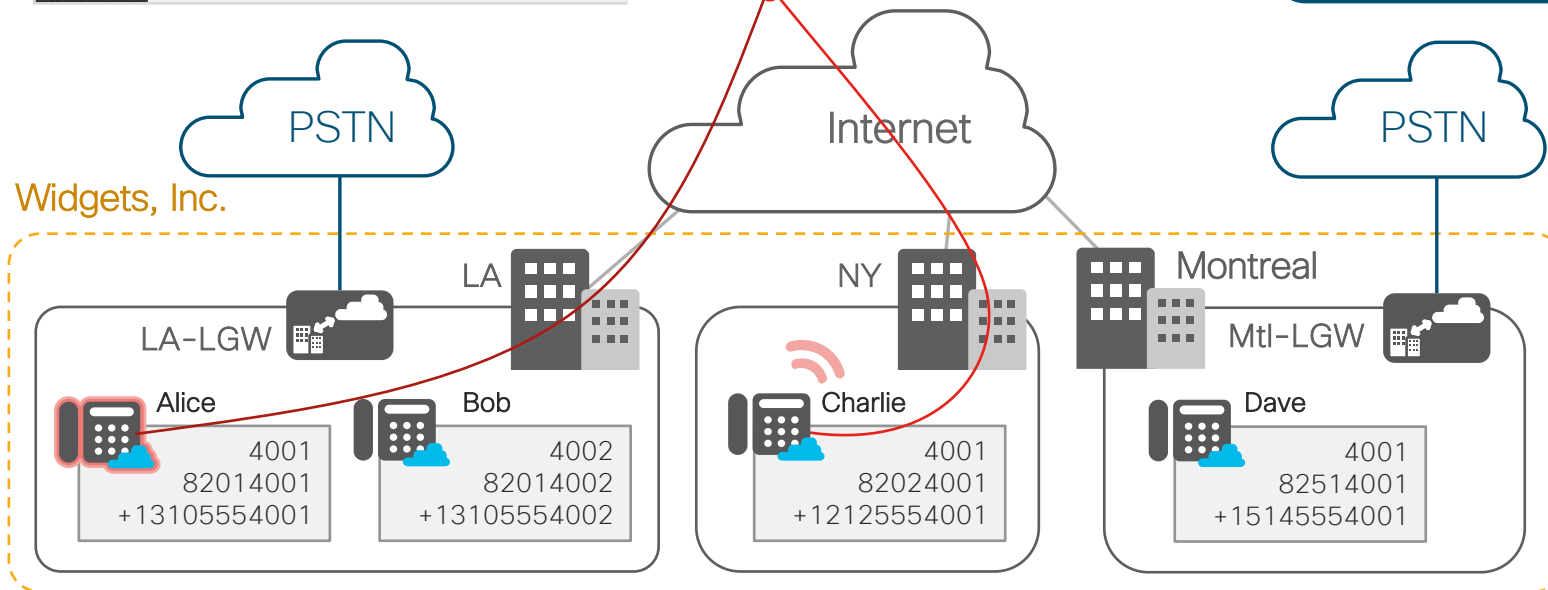 PSTN
Internet
PSTN
Widgets, Inc.
LA
NY
Montreal
LA-LGW
Mtl-LGW
Alice
4001
82014001
+13105554001
Bob
4002
82014002
+13105554002
Charlie
4001
82024001
+12125554001
Dave
4001
82514001
+15145554001